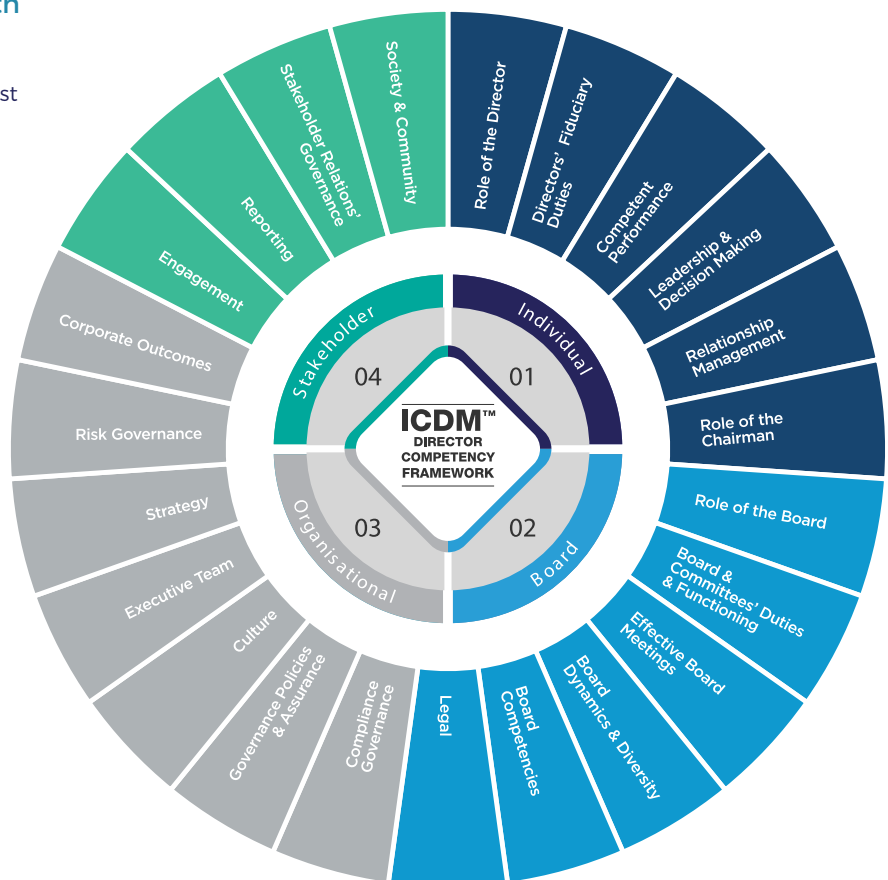 th
st
Role of the Director
Directors' Fiduciary
Duties
Competent
Performance
Leadership &
Decision Making
Relationship
Management
Role of the
Chairman
Role of the Board
Board &
Committees' Duties
& Functioning
Effective Board
Meetings
Board
Dynamics & Diversity
Board
Competencies
Legal
Compliance
Governance
Governance Policies
& Assurance
Culture
Executive Team
Strategy
Risk Governance
Corporate Outcomes
Engagement
Reporting
Stakeholder Relations'
Governance
Society & Community
Individual
01
Board
02
Organisational
03
Stakeholder
04
ICDM™
DIRECTOR
COMPETENCY
FRAMEWORK